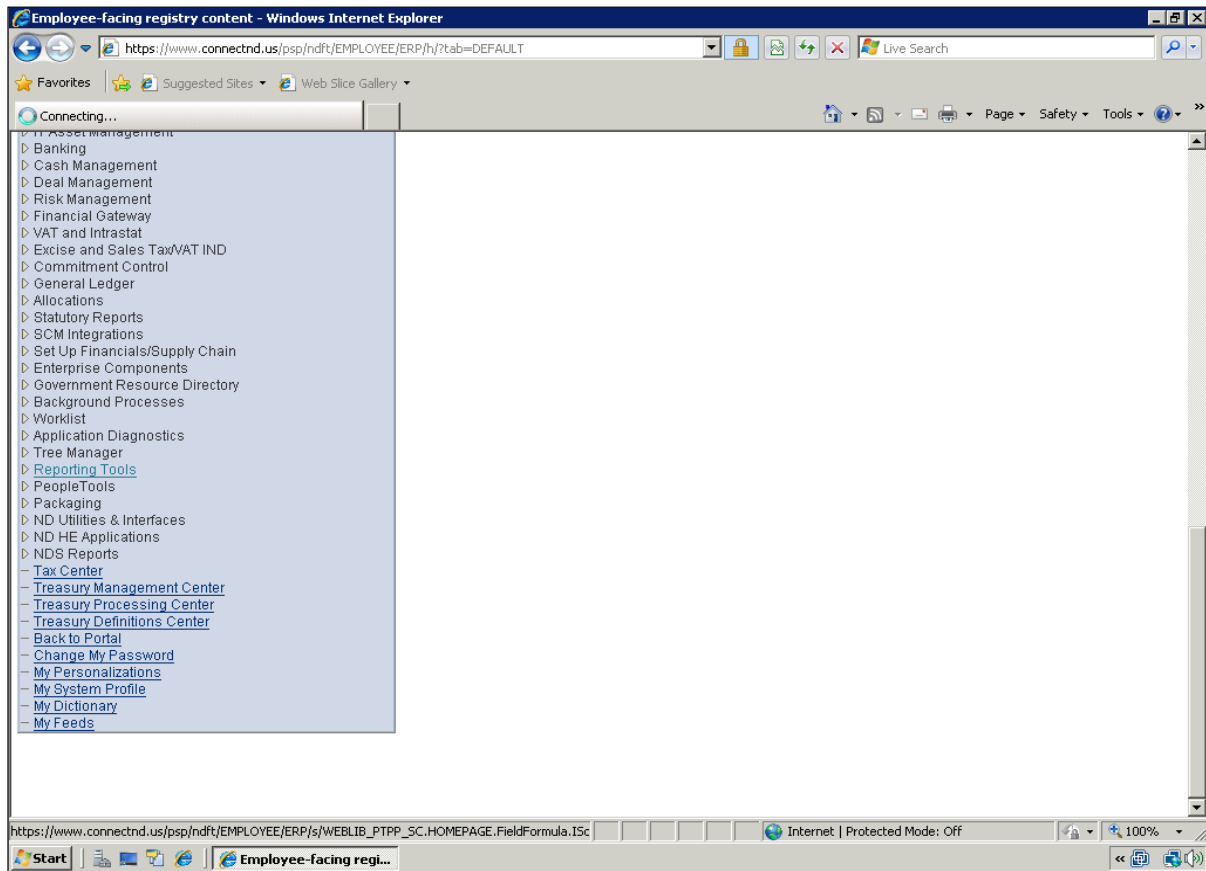 Employee-facing registry content - Windows Internet Explorer
https://www.connectnd.us/psp/ndft/EMPLOYEE/ERP/h/?tab=DEFAULT
Live Search
Favorites
Suggested Sites
Web Slice Gallery
Connecting...
Page
Safety
Tools
IT Asset Management
Banking
Cash Management
Deal Management
Risk Management
Financial Gateway
VAT and Intrastat
Excise and Sales Tax/VAT IND
Commitment Control
General Ledger
Allocations
Statutory Reports
SCM Integrations
Set Up Financials/Supply Chain
Enterprise Components
Government Resource Directory
Background Processes
Worklist
Application Diagnostics
Tree Manager
Reporting Tools
PeopleTools
Packaging
ND Utilities & Interfaces
ND HE Applications
NDS Reports
Tax Center
Treasury Management Center
Treasury Processing Center
Treasury Definitions Center
Back to Portal
Change My Password
My Personalizations
My System Profile
My Dictionary
My Feeds
https://www.connectnd.us/psp/ndft/EMPLOYEE/ERP/s/WEBLIB_PTPP_SC.HOMEPAGE.FieldFormula.ISc
Internet | Protected Mode: Off
100%
Start
Employee-facing regi...